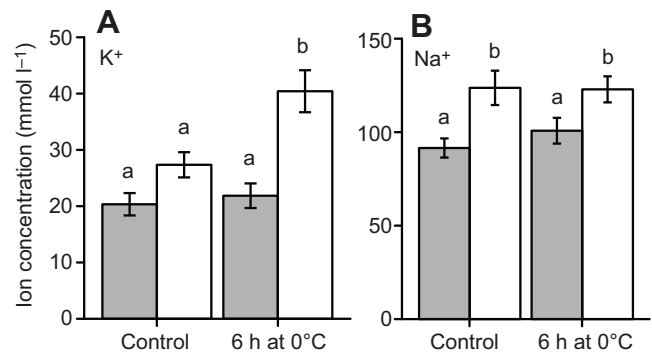 A
K⁺
Ion concentration (mmol l⁻¹)
50
40
30
20
10
0
a
a
a
b
Control
6 h at 0°C
B
Na⁺
150
100
50
0
a
b
a
b
Control
6 h at 0°C